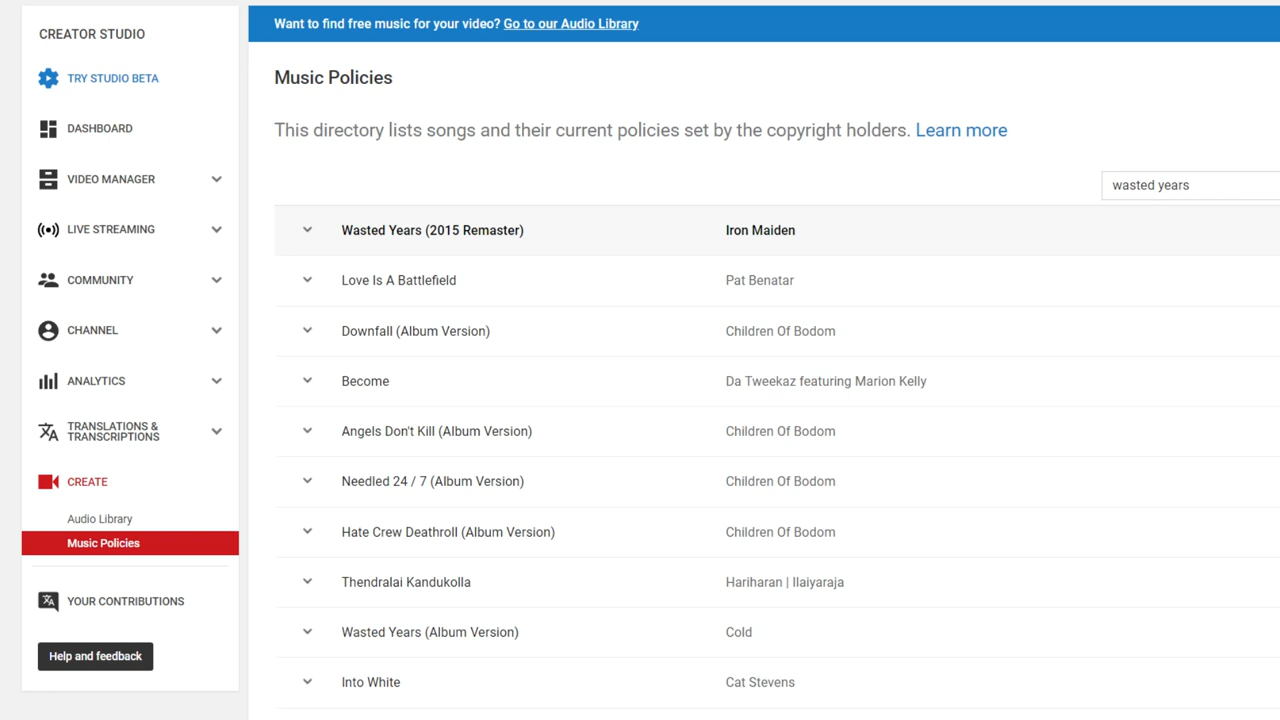 CREATOR STUDIO
TRY STUDIO BETA
DASHBOARD
VIDEO MANAGER
LIVE STREAMING
COMMUNITY
CHANNEL
ANALYTICS
TRANSLATIONS &
TRANSCRIPTIONS
CREATE
Audio Library
Music Policies
YOUR CONTRIBUTIONS
Help and feedback
Want to find free music for your video? Go to our Audio Library
Music Policies
This directory lists songs and their current policies set by the copyright holders. Learn more
wasted years
Wasted Years (2015 Remaster) Iron Maiden
Love Is A Battlefield Pat Benatar
Downfall (Album Version) Children Of Bodom
Become Da Tweekaz featuring Marion Kelly
Angels Don't Kill (Album Version) Children Of Bodom
Needled 24 / 7 (Album Version) Children Of Bodom
Hate Crew Deathroll (Album Version) Children Of Bodom
Thendralai Kandukolla Hariharan | Ilaiyaraja
Wasted Years (Album Version) Cold
Into White Cat Stevens